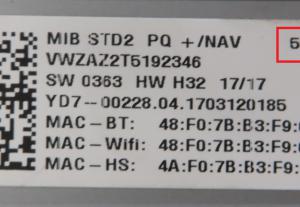 MIB STD2 PQ +/NAV 5
VWZAZ2T5192346
SW 0363 HW H32 17/17
YD7-00228.04.1703120185
MAC-BT: 48:F0:7B:B3:F9:
MAC-Wifi: 48:F0:7B:B3:F9:
MAC-HS: 4A:F0:7B:B3:F9: